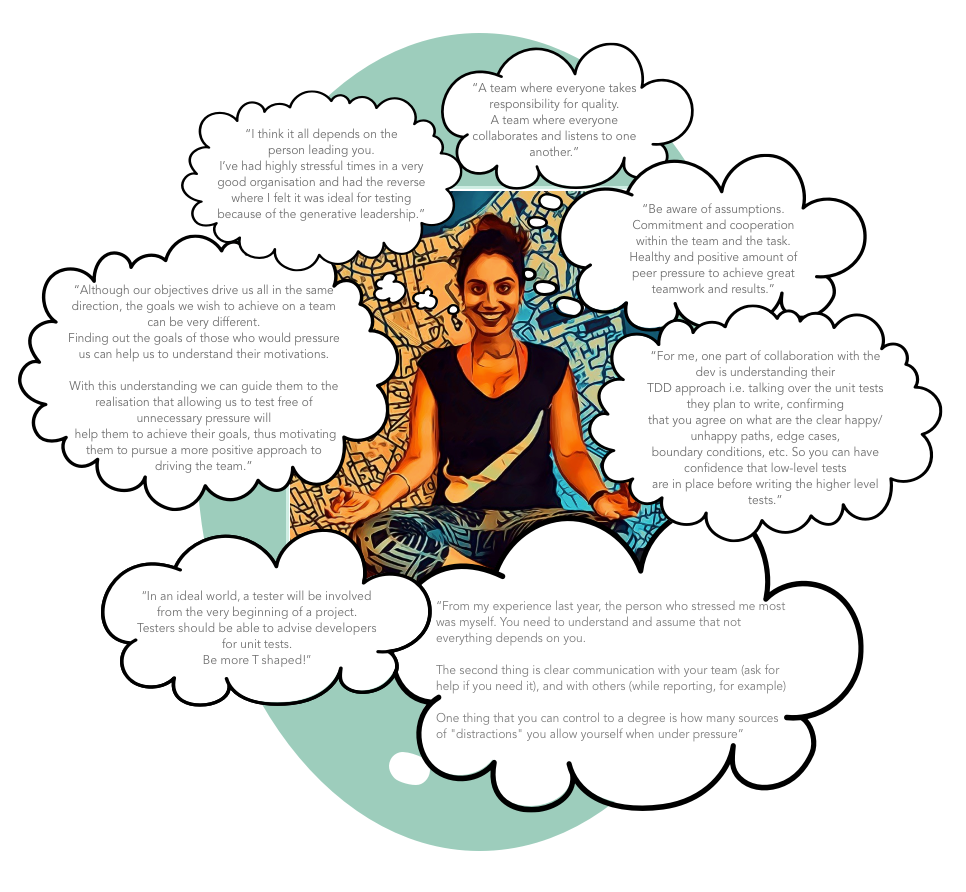 “A team where everyone takes
responsibility for quality.
A team where everyone
collaborates and listens to one
another.”
“I think it all depends on the
person leading you.
I’ve had highly stressful times in a very
good organisation and had the reverse
where I felt it was ideal for testing
because of the generative leadership.”
“Be aware of assumptions.
Commitment and cooperation
within the team and the task.
Healthy and positive amount of
peer pressure to achieve great
teamwork and results.”
“Although our objectives drive us all in the same
direction, the goals we wish to achieve on a team
can be very different.
Finding out the goals of those who would pressure
us can help us to understand their motivations.
With this understanding we can guide them to the
realisation that allowing us to test free of
unnecessary pressure will
help them to achieve their goals, thus motivating
them to pursue a more positive approach to
driving the team.”
“For me, one part of collaboration with the
dev is understanding their
TDD approach i.e. talking over the unit tests
they plan to write, confirming
that you agree on what are the clear happy/
unhappy paths, edge cases,
boundary conditions, etc. So you can have
confidence that low-level tests
are in place before writing the higher level
tests.”
“In an ideal world, a tester will be involved
from the very beginning of a project.
Testers should be able to advise developers
for unit tests.
Be more T shaped!”
“From my experience last year, the person who stressed me most
was myself. You need to understand and assume that not
everything depends on you.
The second thing is clear communication with your team (ask for
help if you need it), and with others (while reporting, for example)
One thing that you can control to a degree is how many sources
of "distractions" you allow yourself when under pressure”